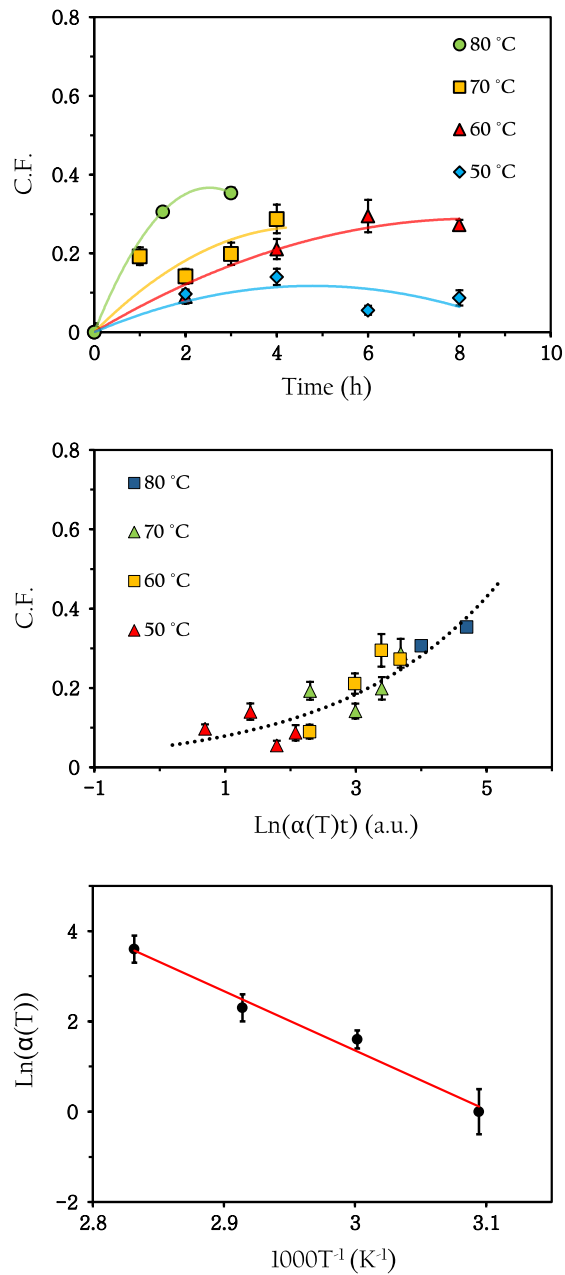 0.8
0.6
0.4
0.2
0
C.F.
80 °C
70 °C
60 °C
50 °C
0 2 4 6 8 10
Time (h)
0.8
0.6
0.4
0.2
0
C.F.
80 °C
70 °C
60 °C
50 °C
-1 1 3 5
Ln(α(T)t) (a.u.)
4
2
0
-2
Ln(α(T))
2.8 2.9 3 3.1
1000T⁻¹ (K⁻¹)